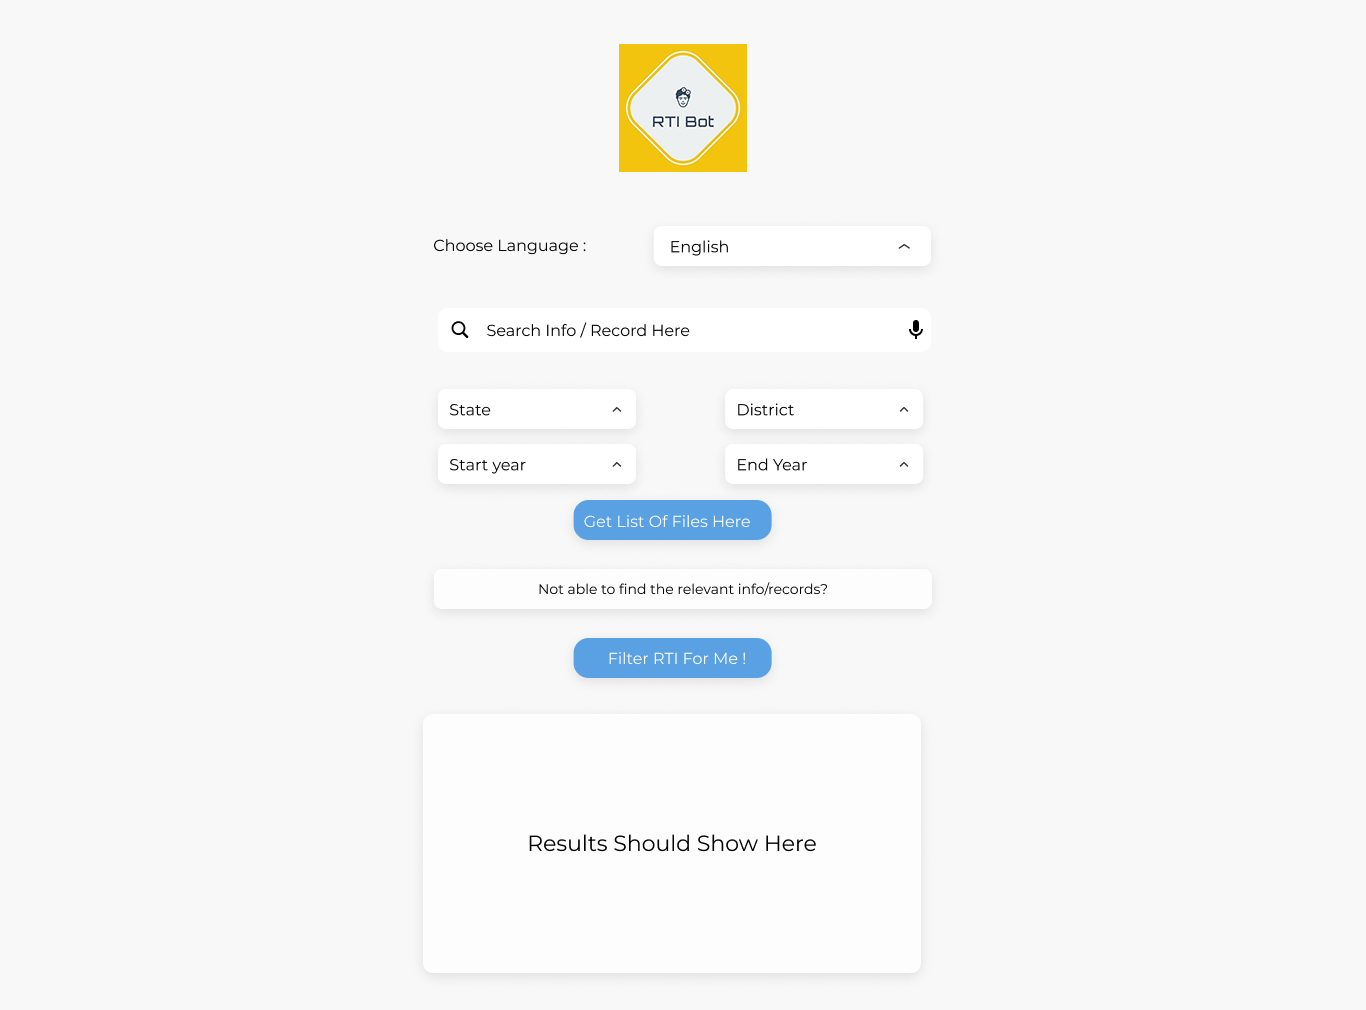 RTI Bot
Choose Language :
English
Search Info / Record Here
State
District
Start year
End Year
Get List Of Files Here
Not able to find the relevant info/records?
Filter RTI For Me !
Results Should Show Here